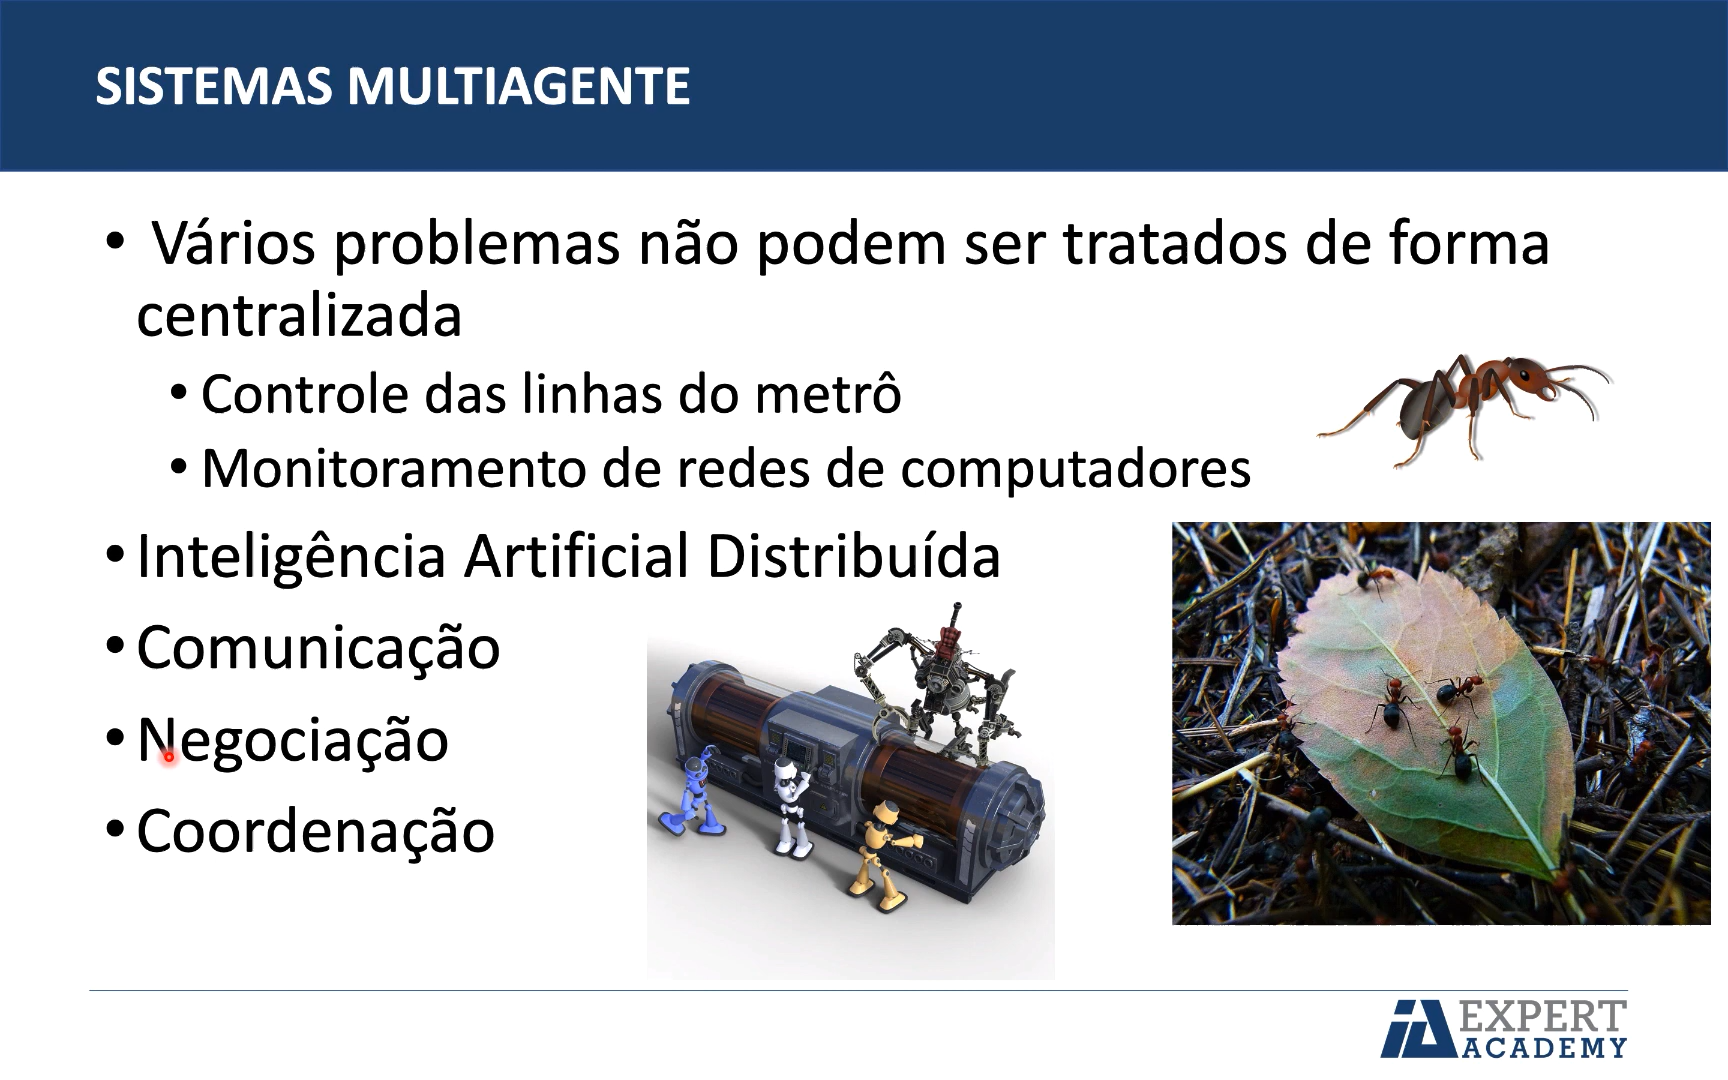 SISTEMAS MULTIAGENTE
• Vários problemas não podem ser tratados de forma
centralizada
• Controle das linhas do metrô
• Monitoramento de redes de computadores
• Inteligência Artificial Distribuída
• Comunicação
• Negociação
• Coordenação
IA EXPERT
ACADEMY